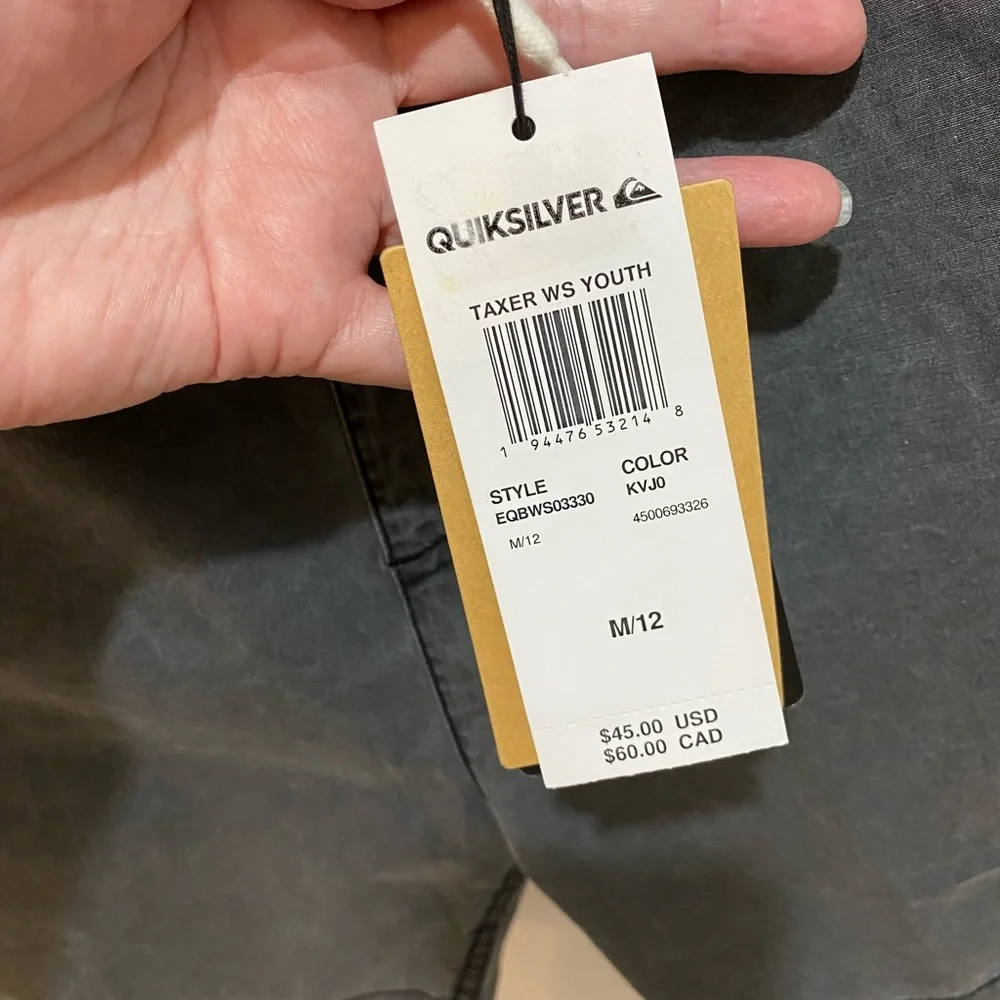 QUIKSILVER
TAXER WS YOUTH
1 94476 53214 8
STYLE COLOR
EQBWS03330 KVJ0
M/12 4500693326
M/12
$45.00 USD
$60.00 CAD